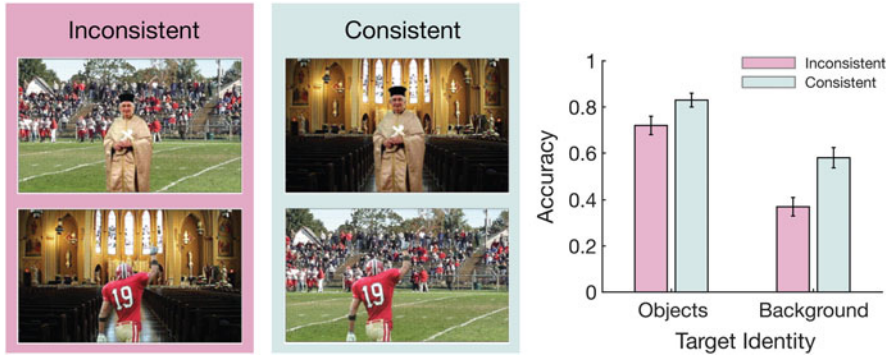 Inconsistent
Consistent
19
19
1
0.8
0.6
0.4
0.2
0
Accuracy
Inconsistent
Consistent
Objects
Background
Target Identity